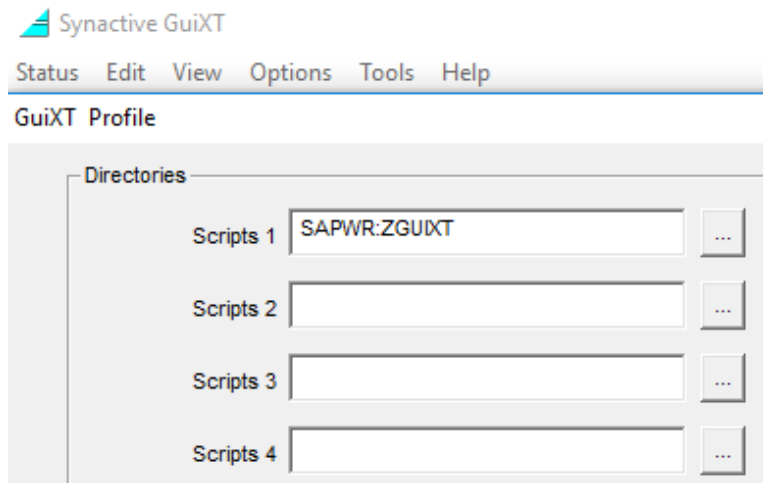 Synactive GuiXT
Status Edit View Options Tools Help
GuiXT Profile
Directories
Scripts 1 SAPWR:ZGUIXT ...
Scripts 2 ...
Scripts 3 ...
Scripts 4 ...